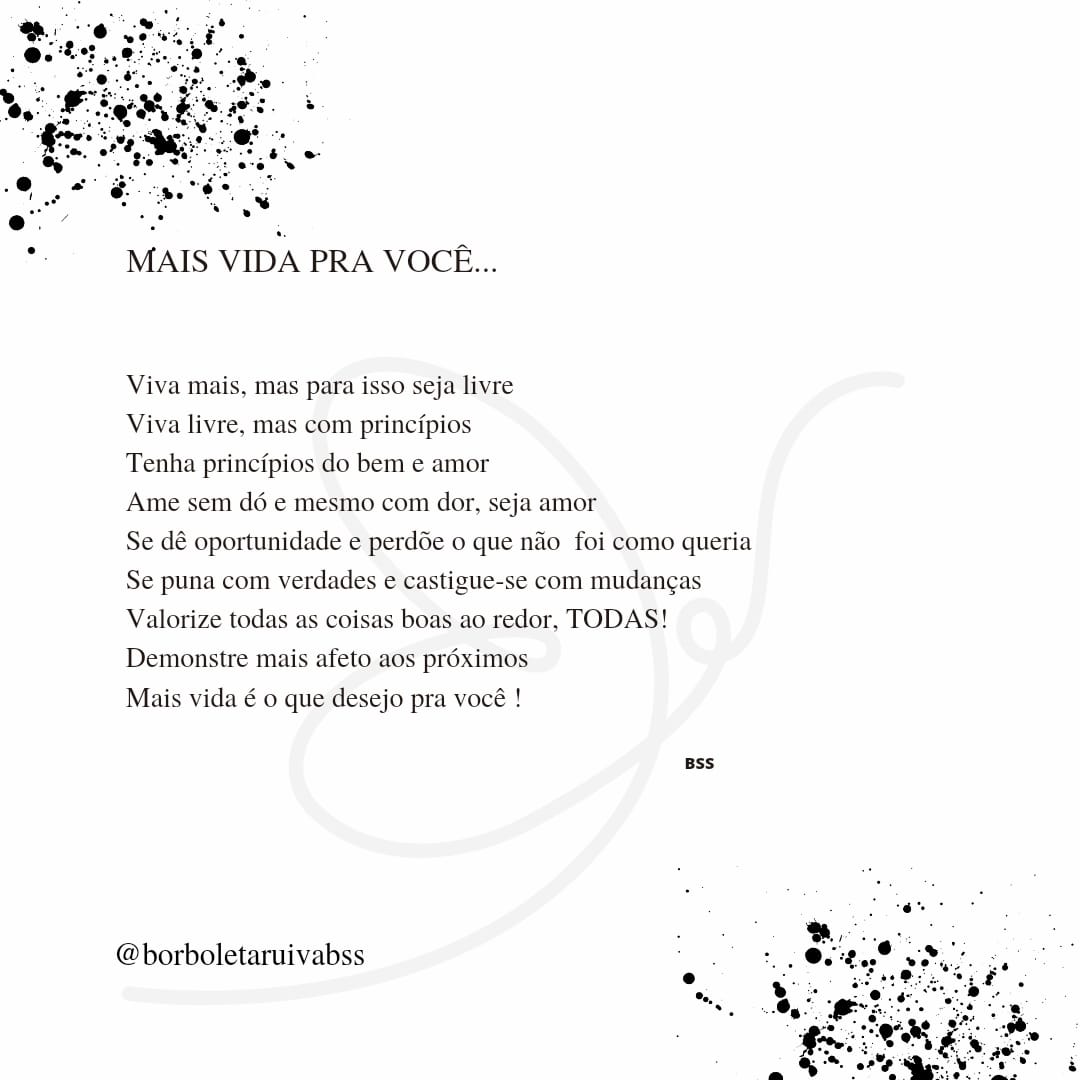 MAIS VIDA PRA VOCÊ...
Viva mais, mas para isso seja livre
Viva livre, mas com princípios
Tenha princípios do bem e amor
Ame sem dó e mesmo com dor, seja amor
Se dê oportunidade e perdõe o que não  foi como queria
Se puna com verdades e castigue-se com mudanças
Valorize todas as coisas boas ao redor, TODAS!
Demonstre mais afeto aos próximos
Mais vida é o que desejo pra você !
BSS
@borboletaruivabss